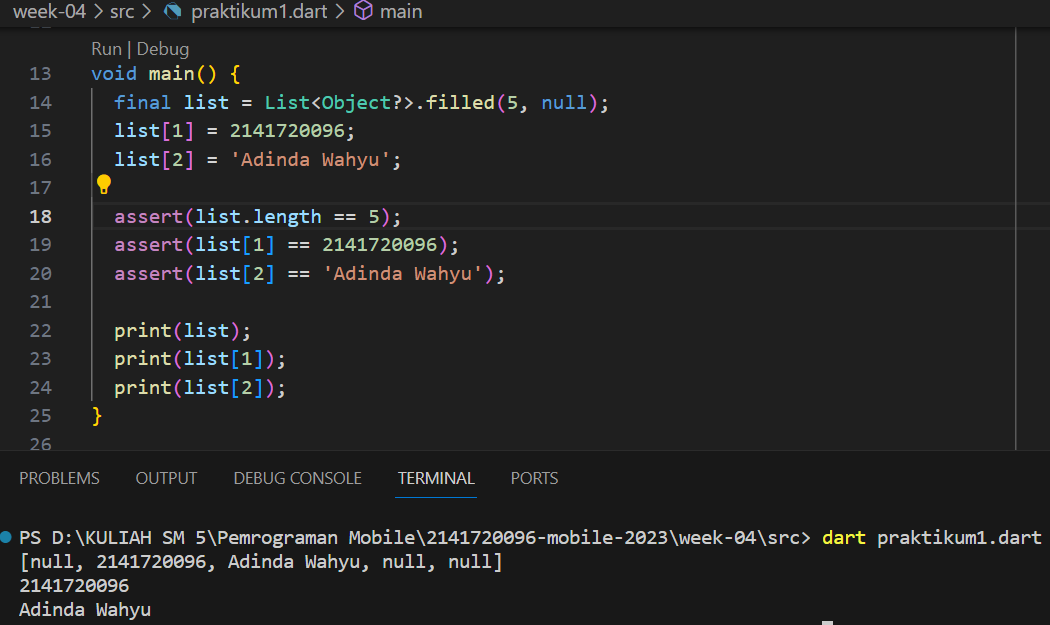 week-04 > src > praktikum1.dart > main
Run | Debug
13 void main() {
14 final list = List<Object?>.filled(5, null);
15 list[1] = 2141720096;
16 list[2] = 'Adinda Wahyu';
17
18 assert(list.length == 5);
19 assert(list[1] == 2141720096);
20 assert(list[2] == 'Adinda Wahyu');
21
22 print(list);
23 print(list[1]);
24 print(list[2]);
25 }
26
PROBLEMS OUTPUT DEBUG CONSOLE TERMINAL PORTS
PS D:\KULIAH SM 5\Pemrograman Mobile\2141720096-mobile-2023\week-04\src> dart praktikum1.dart
[null, 2141720096, Adinda Wahyu, null, null]
2141720096
Adinda Wahyu